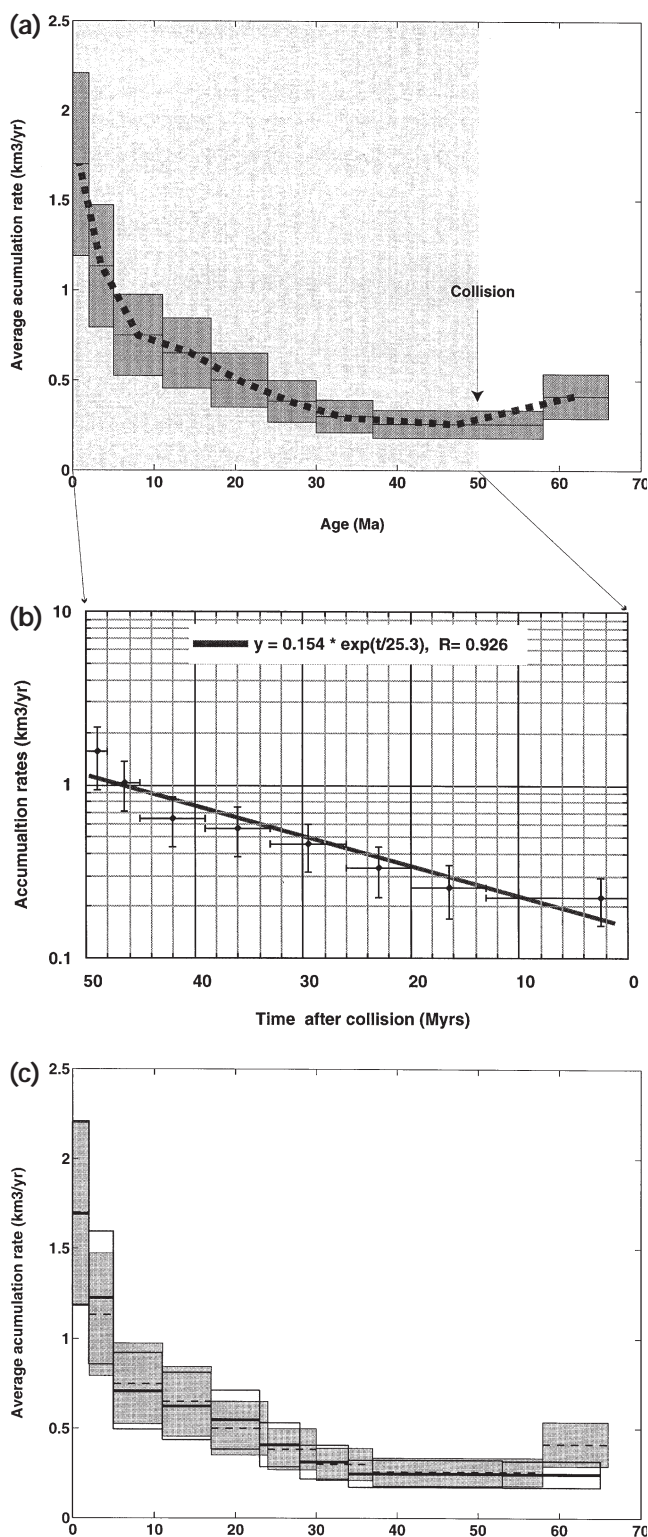 (a)
2.5
2
1.5
1
0.5
0
Average acumulation rate (km3/yr)
Collision
0 10 20 30 40 50 60 70
Age (Ma)
(b)
10
1
0.1
Accumualtion rates (km3/yr)
y = 0.154 * exp(t/25.3), R= 0.926
50 40 30 20 10 0
Time after collision (Myrs)
(c)
2.5
2
1.5
1
0.5
0
Average acumulation rate (km3/yr)
0 10 20 30 40 50 60 70